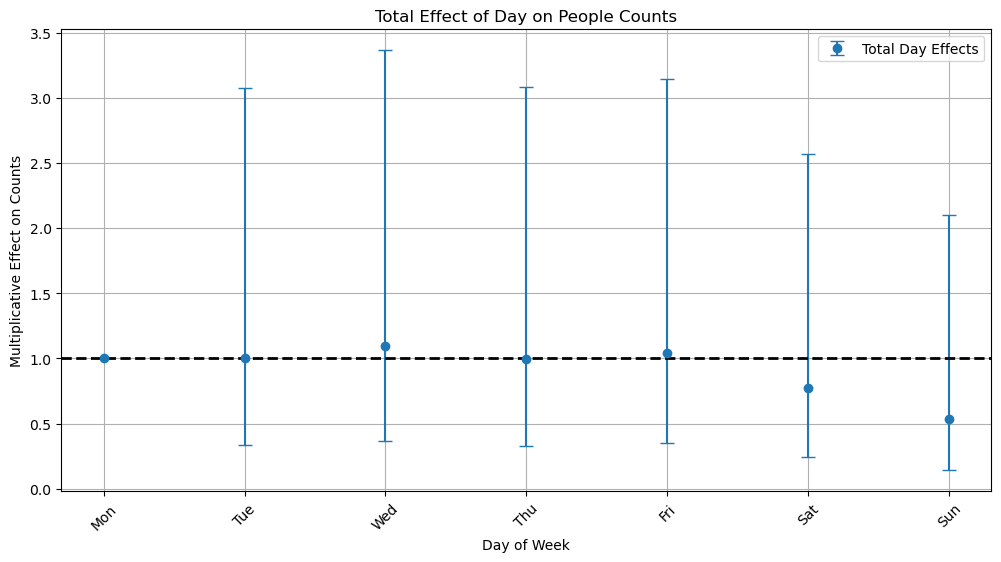 Total Effect of Day on People Counts
Total Day Effects
Multiplicative Effect on Counts
3.5
3.0
2.5
2.0
1.5
1.0
0.5
0.0
Mon
Tue
Wed
Thu
Fri
Sat
Sun
Day of Week